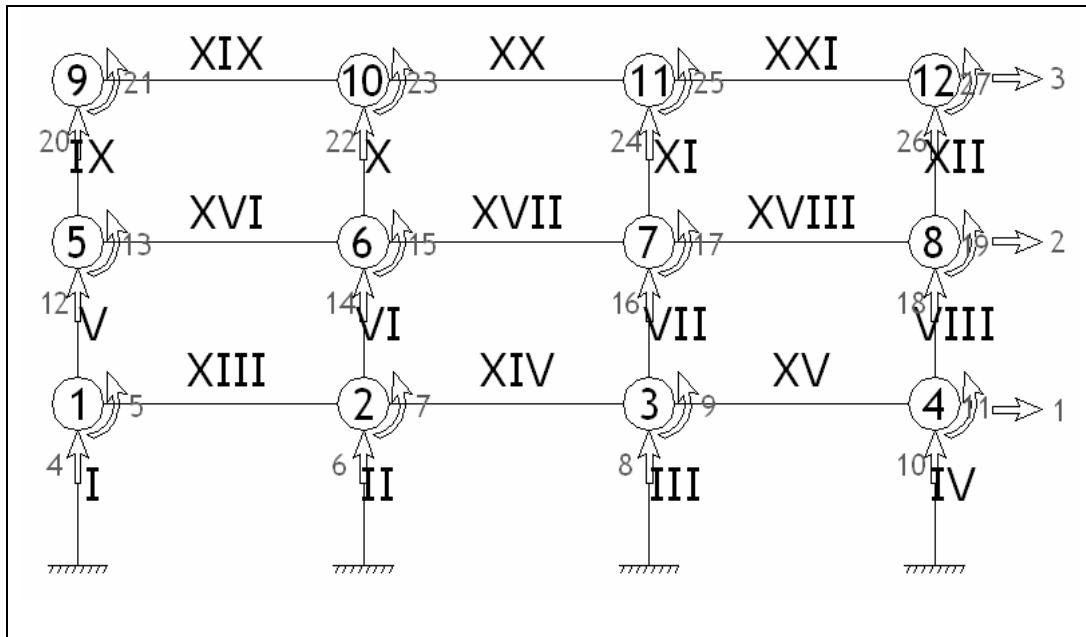 XIX XX XXI
9 21 10 23 11 25 12 27 3
20 IX 22 X 24 XI 26 XII
XVI XVII XVIII
5 13 6 15 7 17 8 19 2
12 V 14 VI 16 VII 18 VIII
XIII XIV XV
1 5 2 7 3 9 4 11 1
4 I 6 II 8 III 10 IV